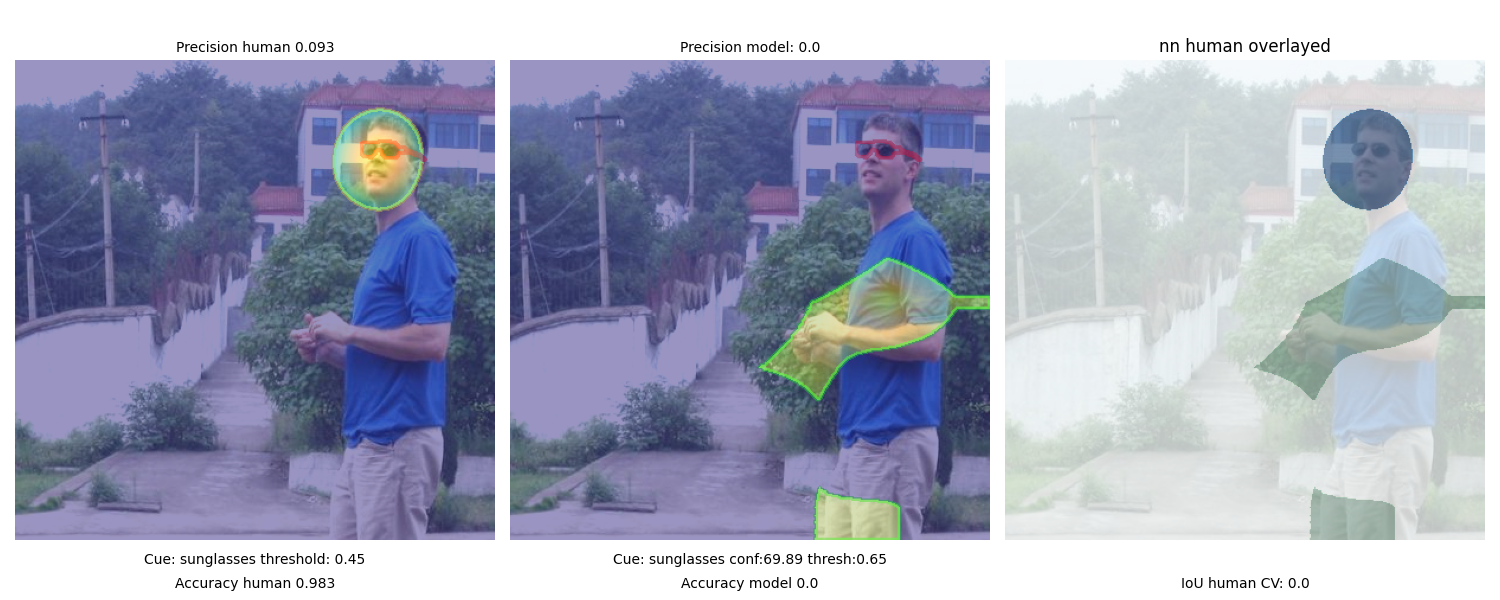 Precision human 0.093
Precision model: 0.0
nn human overlayed
Cue: sunglasses threshold: 0.45
Cue: sunglasses conf:69.89 thresh:0.65
Accuracy human 0.983
Accuracy model 0.0
IoU human CV: 0.0